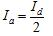 I_a = I_d / 2